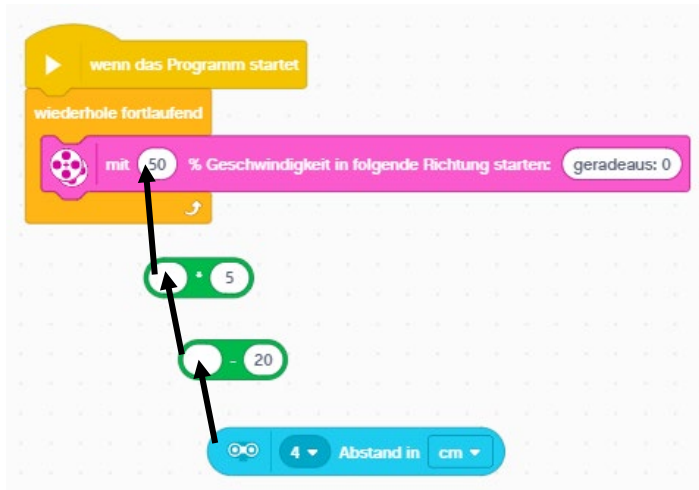 wenn das Programm startet
wiederhole fortlaufend
mit 50 % Geschwindigkeit in folgende Richtung starten: geradeaus: 0
* 5
- 20
4 Abstand in cm